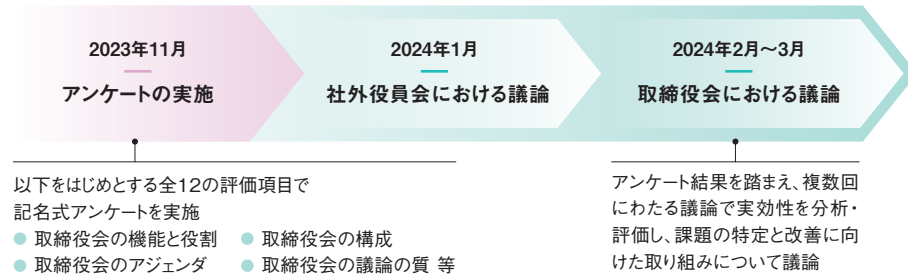 2023年11月
アンケートの実施
2024年1月
社外役員会における議論
2024年2月～3月
取締役会における議論
以下をはじめとする全12の評価項目で
記名式アンケートを実施
● 取締役会の機能と役割 ● 取締役会の構成
● 取締役会のアジェンダ ● 取締役会の議論の質 等
アンケート結果を踏まえ、複数回
にわたる議論で実効性を分析・
評価し、課題の特定と改善に向
けた取り組みについて議論